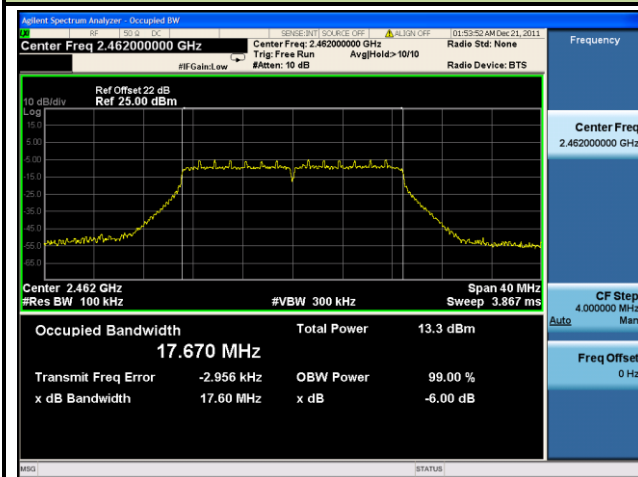 Agilent Spectrum Analyzer - Occupied BW
LXI RF 50 Ω DC SENSE:INT SOURCE OFF ALIGN OFF 01:53:52 AM Dec 21, 2011
Center Freq 2.462000000 GHz Center Freq: 2.462000000 GHz Radio Std: None Frequency
Trig: Free Run Avg|Hold:>10/10
#IFGain:Low #Atten: 10 dB Radio Device: BTS
Ref Offset 22 dB
10 dB/div Ref 25.00 dBm
Log
15.0
5.00
-5.00
-15.0
-25.0
-35.0
-45.0
-55.0
-65.0
Center Freq
2.462000000 GHz
Center 2.462 GHz Span 40 MHz
#Res BW 100 kHz #VBW 300 kHz Sweep 3.867 ms
CF Step
4.000000 MHz
Auto Man
Occupied Bandwidth Total Power 13.3 dBm
17.670 MHz
Freq Offset
0 Hz
Transmit Freq Error -2.956 kHz OBW Power 99.00 %
x dB Bandwidth 17.60 MHz x dB -6.00 dB
MSG STATUS